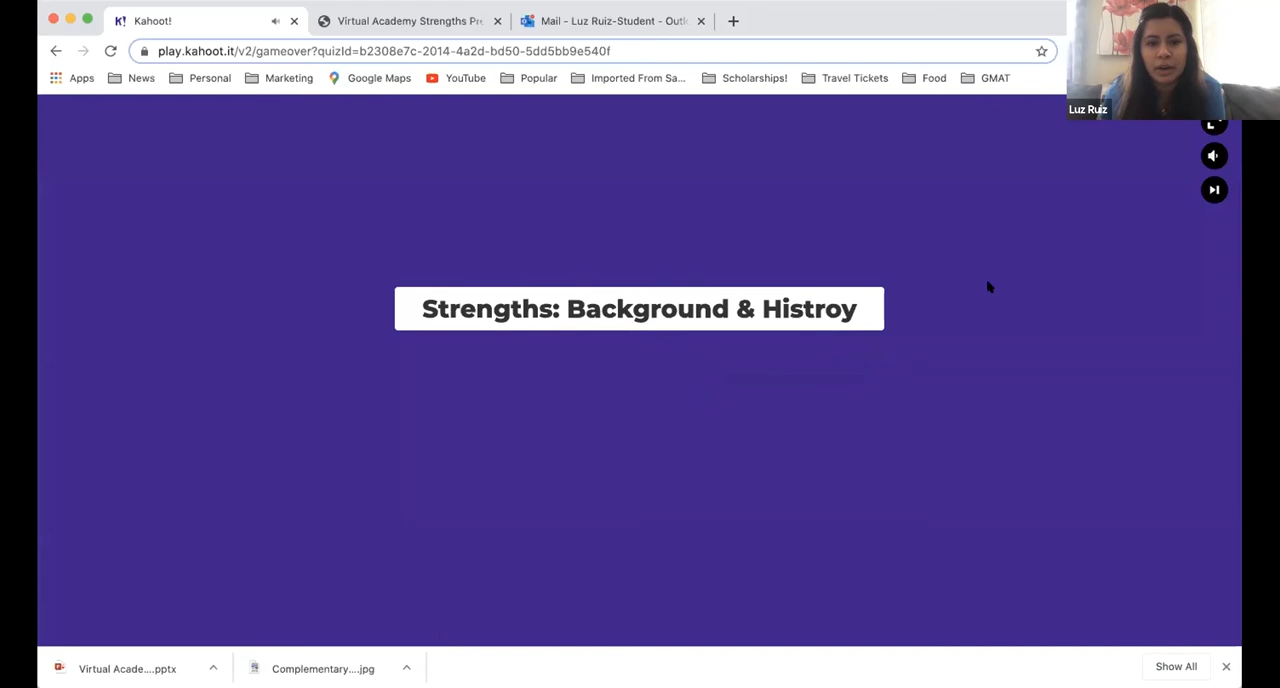 Kahoot!
Virtual Academy Strengths Pre
Mail - Luz Ruiz-Student - Outl
play.kahoot.it/v2/gameover?quizId=b2308e7c-2014-4a2d-bd50-5dd5bb9e540f
Apps News Personal Marketing Google Maps YouTube Popular Imported From Sa... Scholarships! Travel Tickets Food GMAT
Luz Ruiz
Strengths: Background & Histroy
Virtual Acade....pptx
Complementary....jpg
Show All